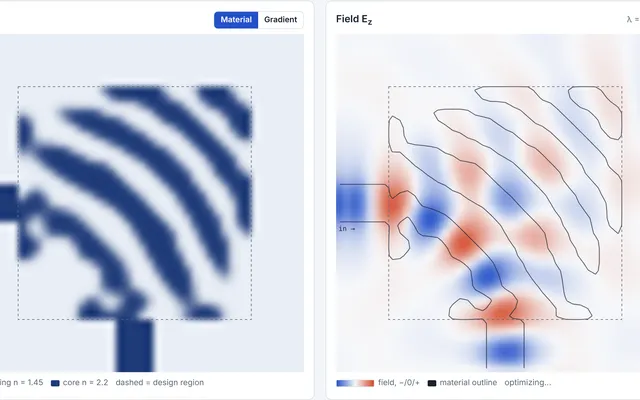 Material Gradient
Field Ez
λ =
in →
ing n = 1.45 core n = 2.2 dashed = design region
field, −/0/+ material outline optimizing...